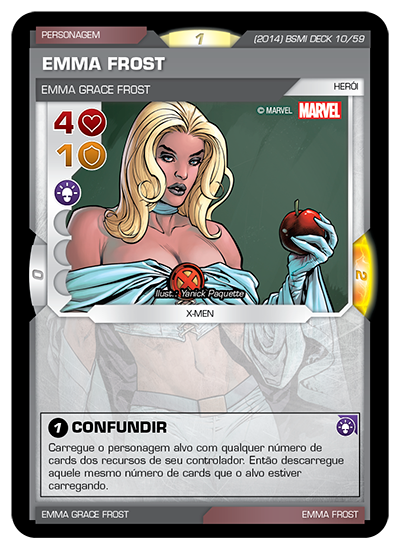 PERSONAGEM
1
(2014) BSMI DECK 10/59
EMMA FROST
EMMA GRACE FROST
HERÓI
4
© MARVEL MARVEL
1
0
2
X
Ilust.: Yanick Paquette
X-MEN
1 CONFUNDIR
Carregue o personagem alvo com qualquer número de
cards dos recursos de seu controlador. Então descarregue
aquele mesmo número de cards que o alvo estiver
carregando.
EMMA GRACE FROST
EMMA FROST